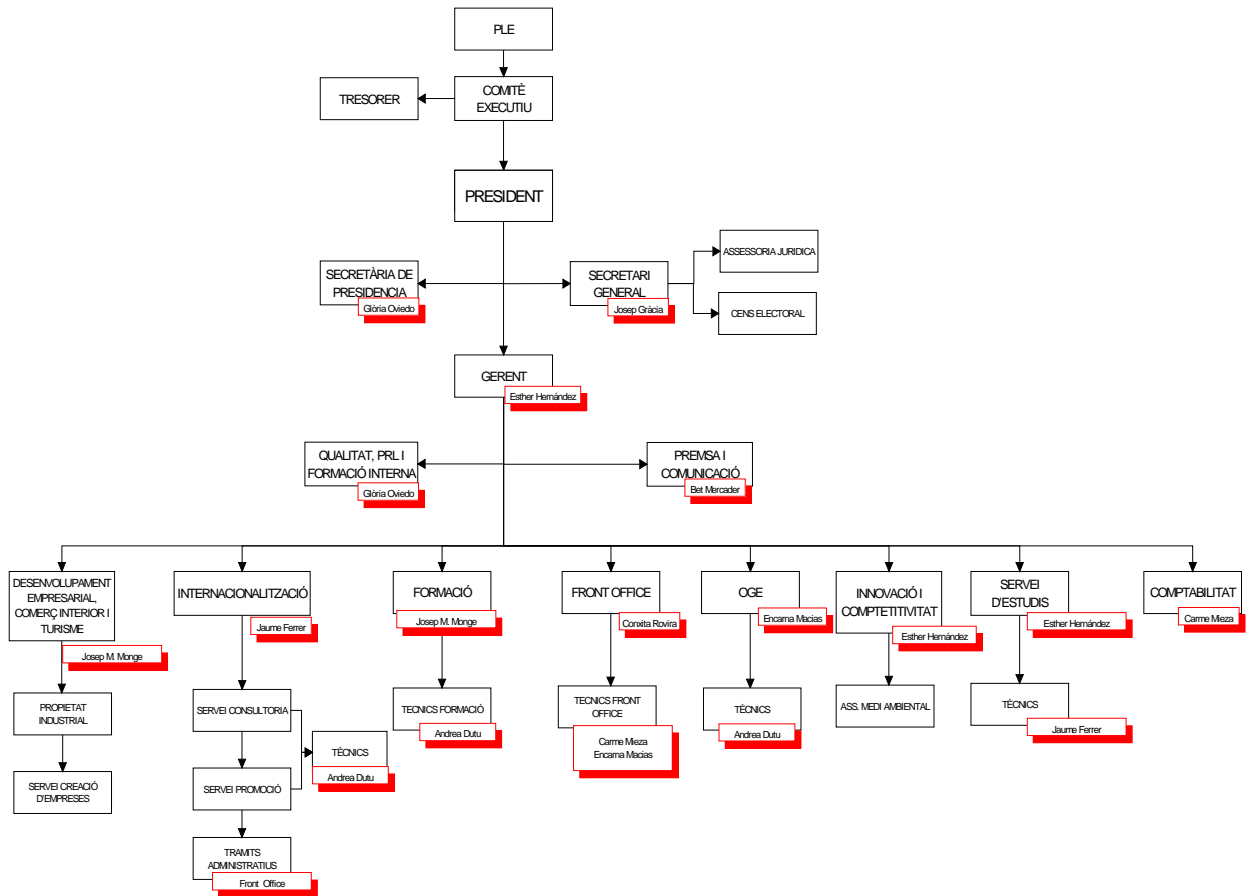 PLE
TRESORER
COMITÈ
EXECUTIU
PRESIDENT
ASSESSORIA JURIDICA
SECRETÀRIA DE
PRESIDENCIA
Glòria Oviedo
SECRETARI
GENERAL
Josep Gràcia
CENS ELECTORAL
GERENT
Esther Hernández
QUALITAT, PRL I
FORMACIÓ INTERNA
Glòria Oviedo
PREMSA I
COMUNICACIÓ
Bet Mercader
DESENVOLUPAMENT
EMPRESARIAL,
COMERÇ INTERIOR I
TURISME
Josep M. Monge
INTERNACIONALITZACIÓ
Jaume Ferrer
FORMACIÓ
Josep M. Monge
FRONT OFFICE
Conxita Rovira
OGE
Encarna Macias
INNOVACIÓ I
COMPTETITIVITAT
Esther Hernández
SERVEI
D'ESTUDIS
Esther Hernández
COMPTABILITAT
Carme Mieza
PROPIETAT
INDUSTRIAL
SERVEI CONSULTORIA
TECNICS FORMACIÓ
Andrea Dutu
TECNICS FRONT
OFFICE
Carme Mieza
Encarna Macias
TÈCNICS
Andrea Dutu
ASS. MEDI AMBIENTAL
TÈCNICS
Jaume Ferrer
TÈCNICS
Andrea Dutu
SERVEI CREACIÓ
D'EMPRESES
SERVEI PROMOCIÓ
TRAMITS
ADMINISTRATIUS
Front Office